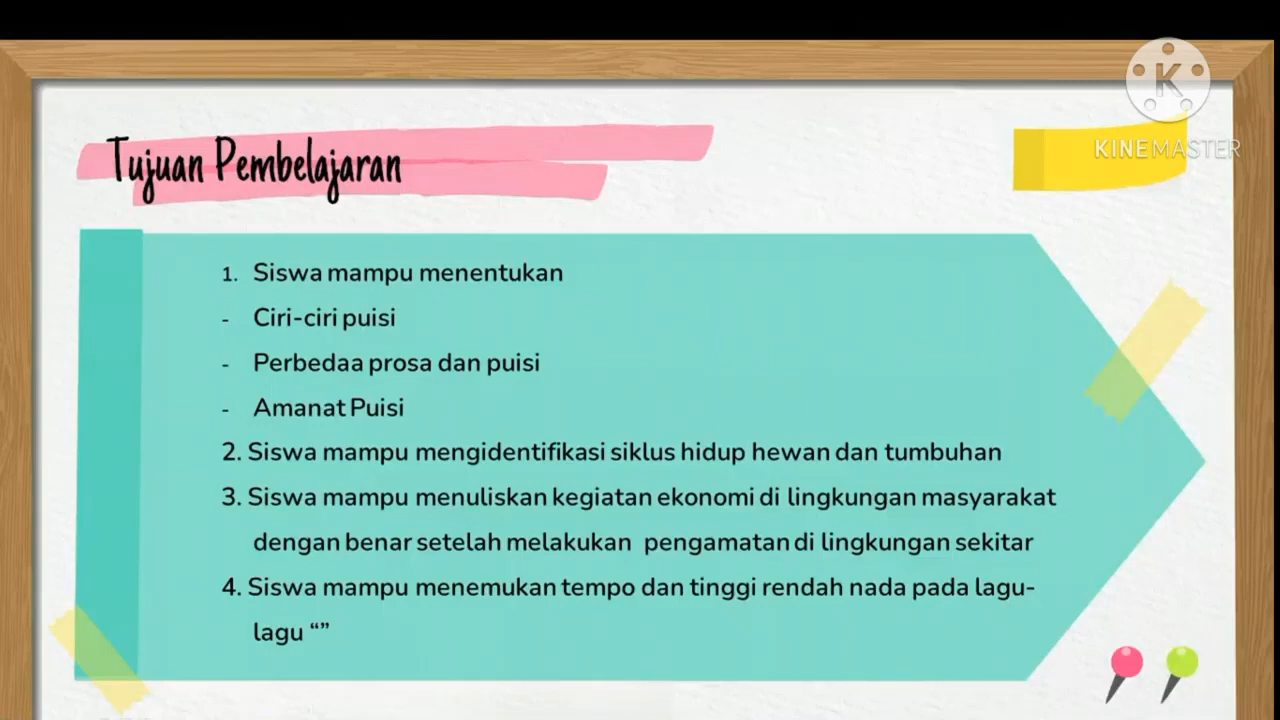 KINEMASTER
Tujuan Pembelajaran
1. Siswa mampu menentukan
- Ciri-ciri puisi
- Perbedaa prosa dan puisi
- Amanat Puisi
2. Siswa mampu mengidentifikasi siklus hidup hewan dan tumbuhan
3. Siswa mampu menuliskan kegiatan ekonomi di lingkungan masyarakat
dengan benar setelah melakukan pengamatan di lingkungan sekitar
4. Siswa mampu menemukan tempo dan tinggi rendah nada pada lagu-
lagu “”